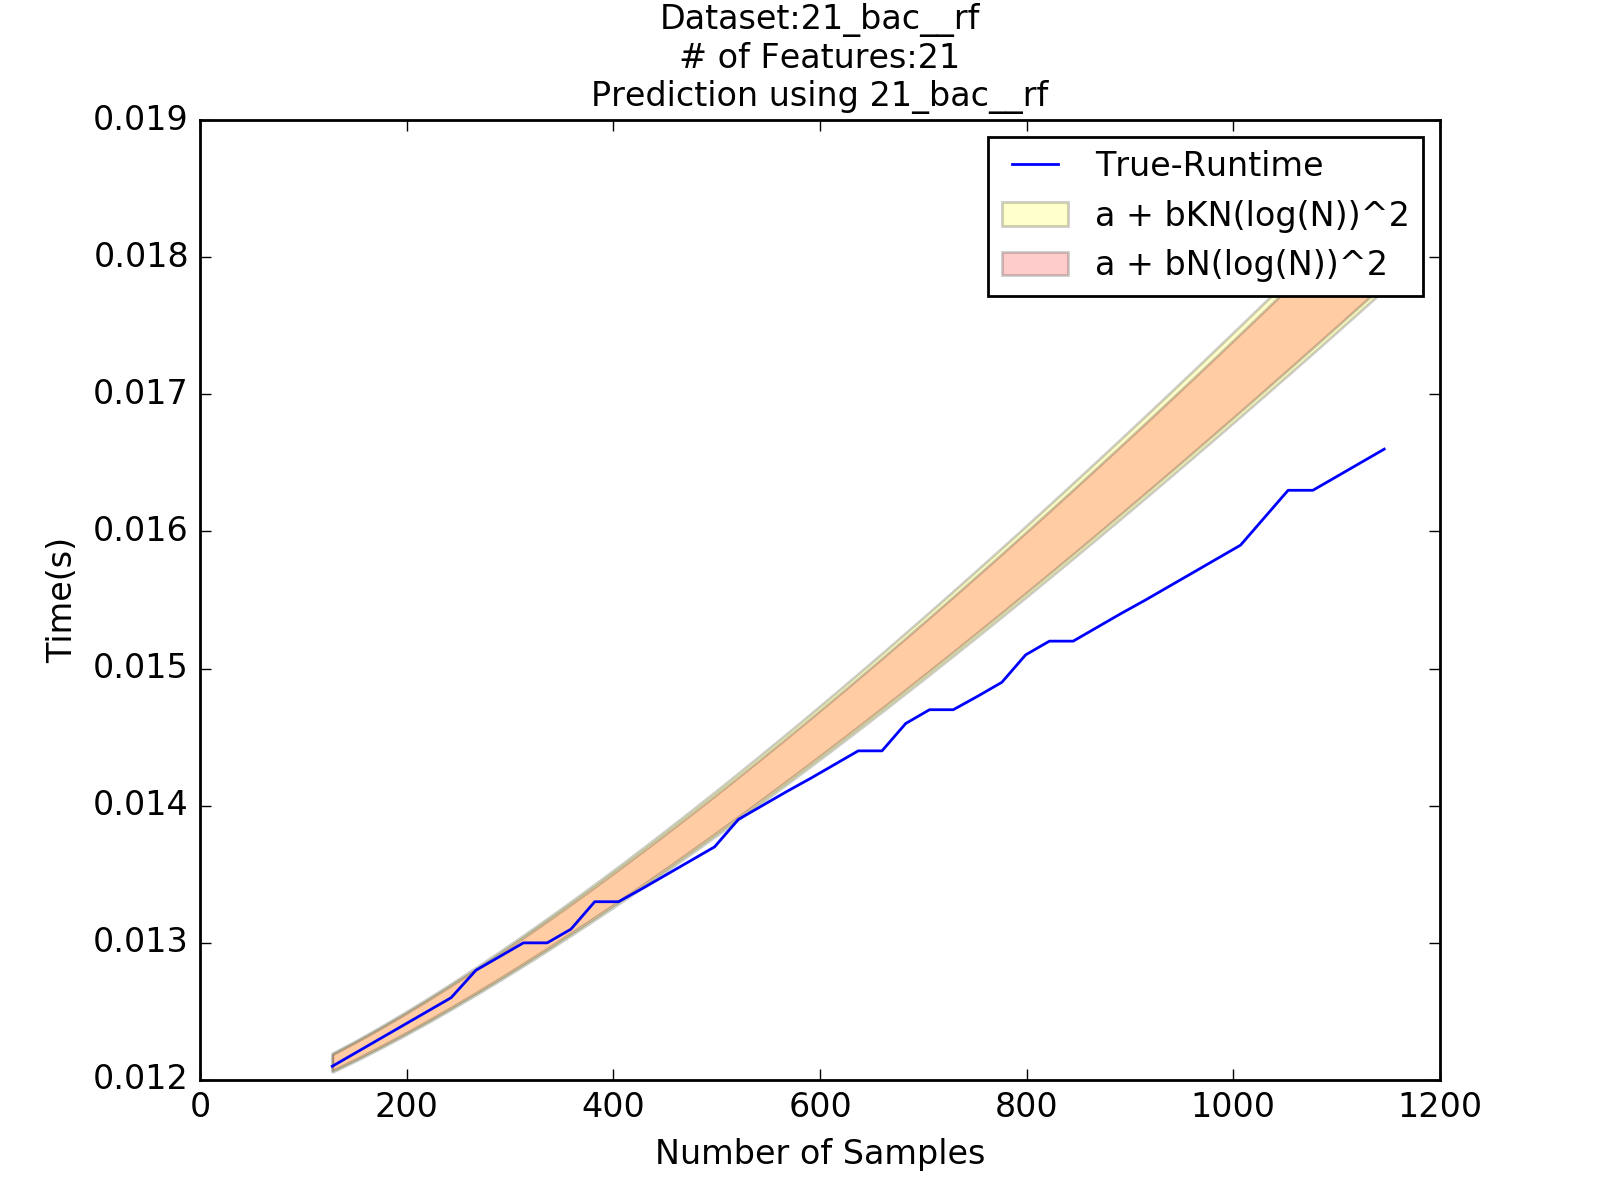 Dataset:21_bac__rf
# of Features:21
Prediction using 21_bac__rf
0.019
0.018
0.017
0.016
0.015
0.014
0.013
0.012
Time(s)
True-Runtime
a + bKN(log(N))^2
a + bN(log(N))^2
0 200 400 600 800 1000 1200
Number of Samples